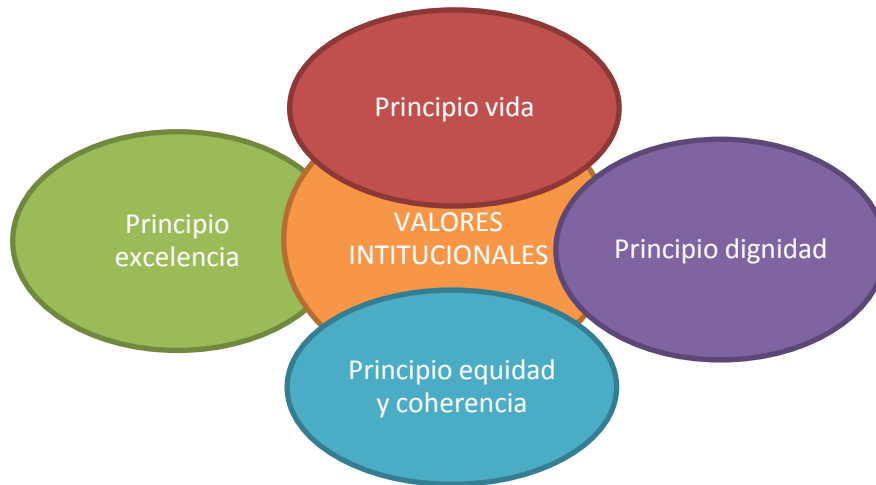 Principio vida
Principio
excelencia
VALORES
INTITUCIONALES
Principio dignidad
Principio equidad
y coherencia